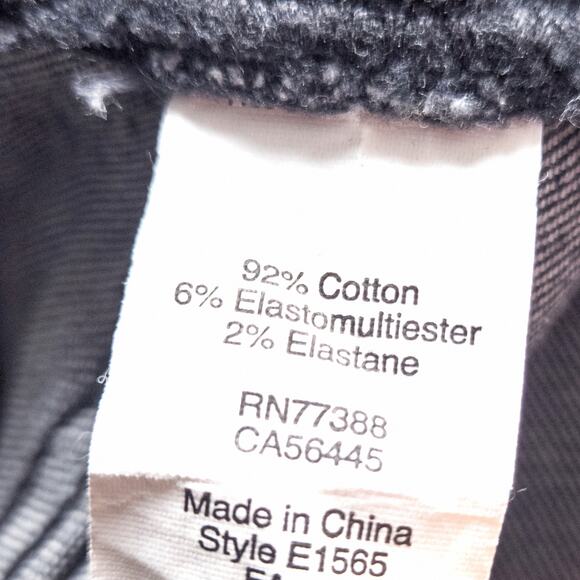 92% Cotton
6% Elastomultiester
2% Elastane
RN77388
CA56445
Made in China
Style E1565